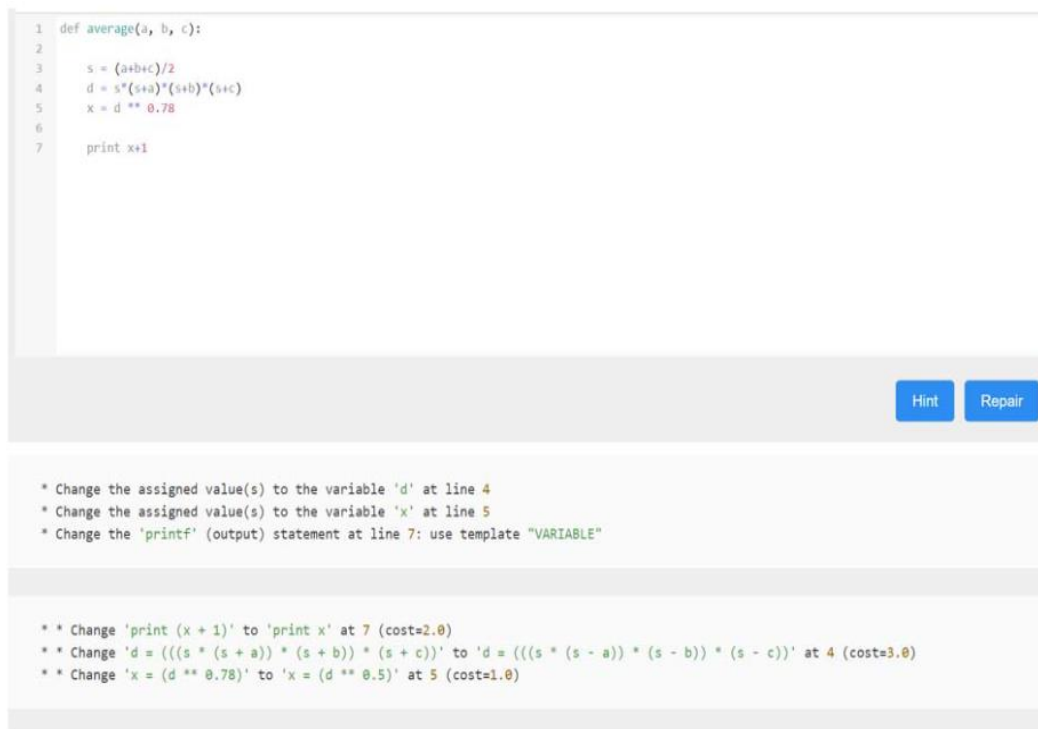 1 def average(a, b, c):
2
3 s = (a+b+c)/2
4 d = s*(s+a)*(s+b)*(s+c)
5 x = d ** 0.78
6
7 print x+1
Hint Repair
* Change the assigned value(s) to the variable 'd' at line 4
* Change the assigned value(s) to the variable 'x' at line 5
* Change the 'printf' (output) statement at line 7: use template "VARIABLE"
* * Change 'print (x + 1)' to 'print x' at 7 (cost=2.0)
* * Change 'd = (((s * (s + a)) * (s + b)) * (s + c))' to 'd = (((s * (s - a)) * (s - b)) * (s - c))' at 4 (cost=3.0)
* * Change 'x = (d ** 0.78)' to 'x = (d ** 0.5)' at 5 (cost=1.0)